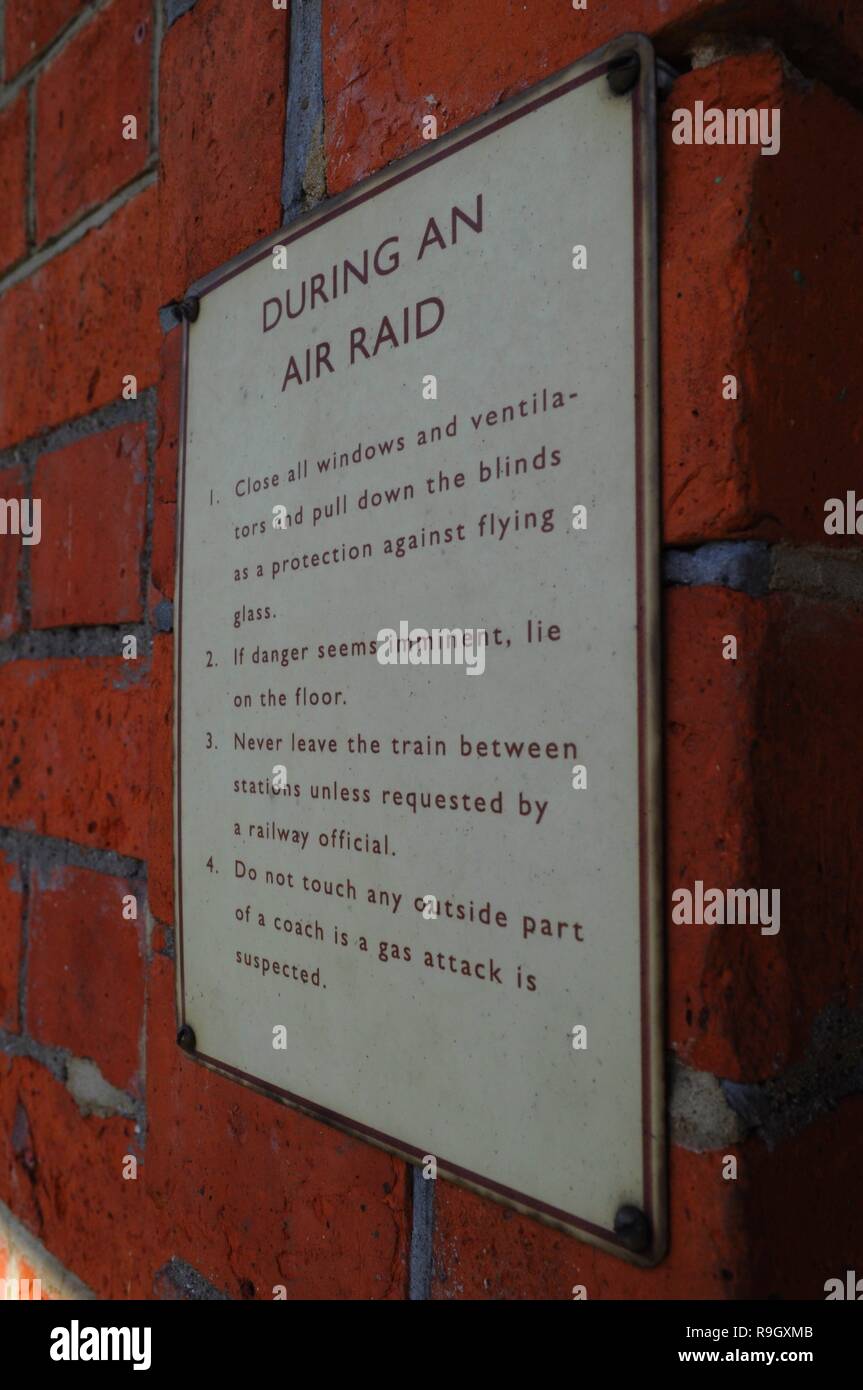 DURING AN
AIR RAID
1. Close all windows and ventila-
tors and pull down the blinds
as a protection against flying
glass.
2. If danger seems imminent, lie
on the floor.
3. Never leave the train between
stations unless requested by
a railway official.
4. Do not touch any outside part
of a coach is a gas attack is
suspected.
alamy
alamy
alamy
a
alamy
Image ID: R9GXMB
www.alamy.com